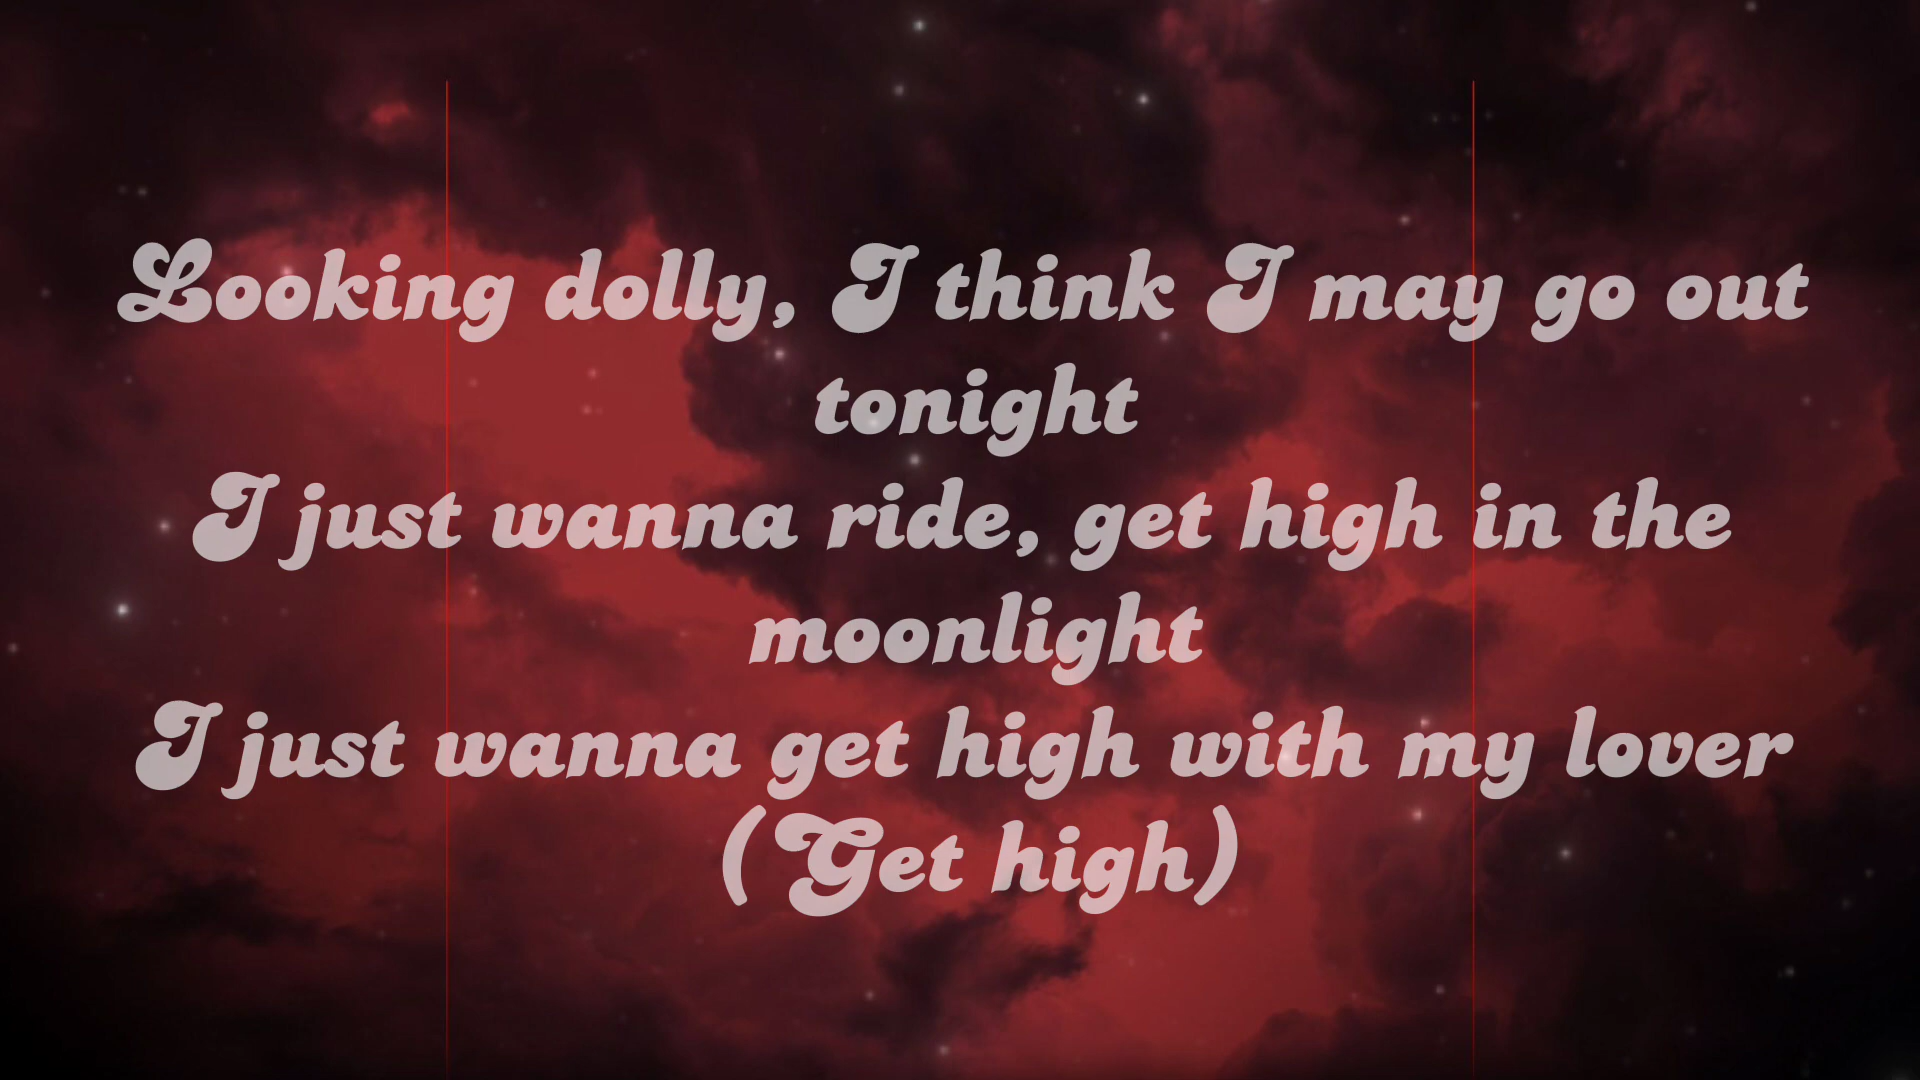 Looking dolly, I think I may go out
tonight
I just wanna ride, get high in the
moonlight
I just wanna get high with my lover
(Get high)